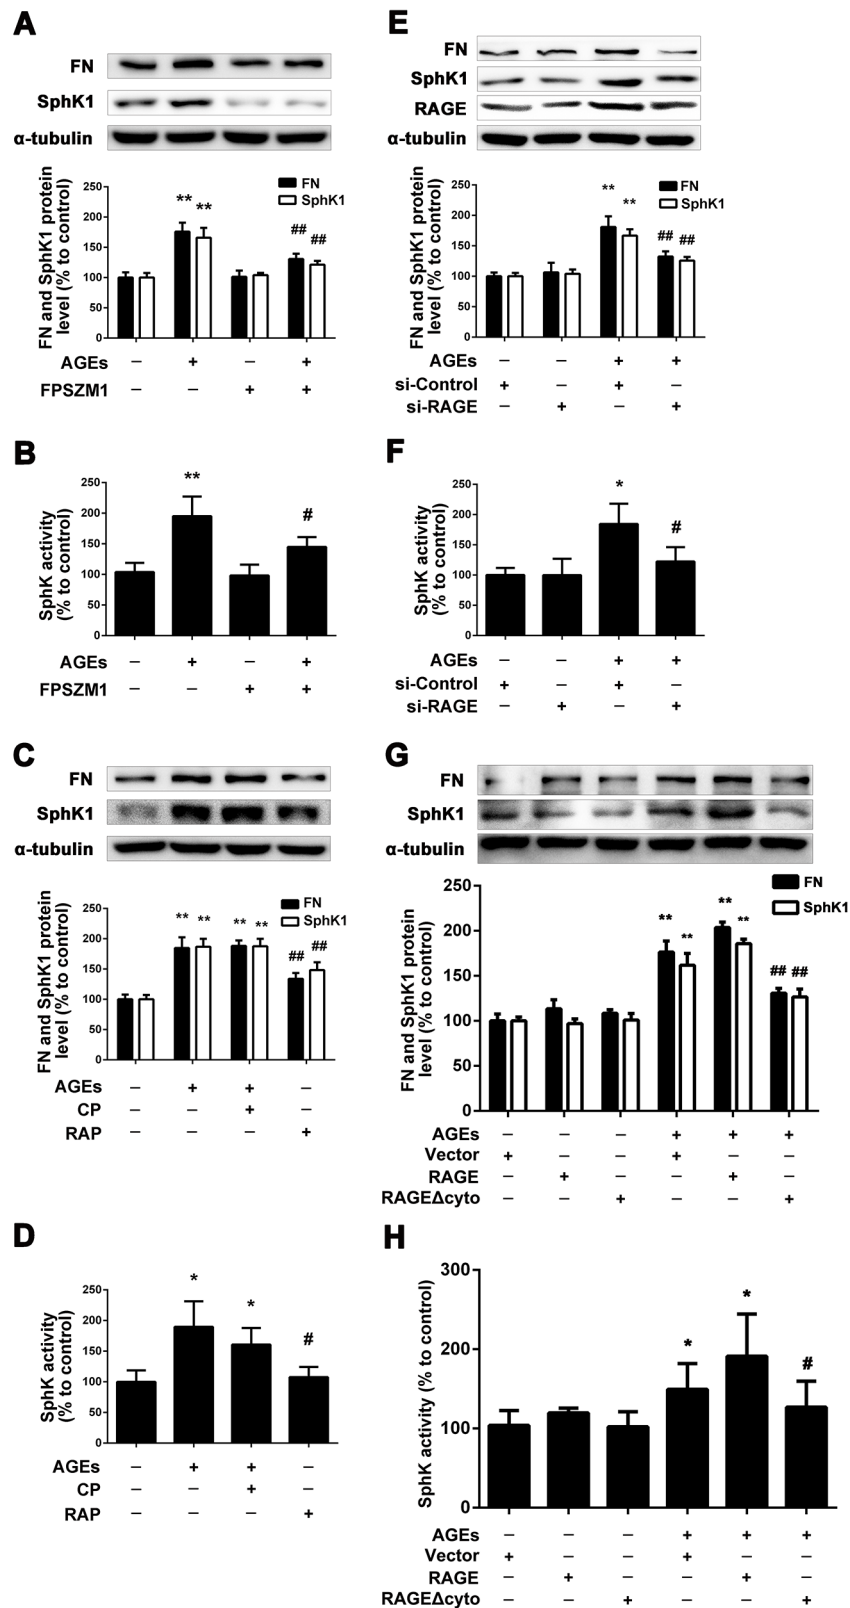 A
FN
SphK1
α-tubulin
FN and SphK1 protein
level (% to control)
250
200
150
100
50
0
** **
## ##
FN
SphK1
AGEs − + − +
FPSZM1 − − + +
B
SphK activity
(% to control)
250
200
150
100
50
0
**
#
AGEs − + − +
FPSZM1 − − + +
C
FN
SphK1
α-tubulin
FN and SphK1 protein
level (% to control)
250
200
150
100
50
0
** ** ** **
## ##
FN
SphK1
AGEs − + + −
CP − − + −
RAP − − − +
D
SphK activity
(% to control)
250
200
150
100
50
0
* *
#
AGEs − + + −
CP − − + −
RAP − − − +
E
FN
SphK1
RAGE
α-tubulin
FN and SphK1 protein
level (% to control)
250
200
150
100
50
0
** **
## ##
FN
SphK1
AGEs − − + +
si-Control + − + −
si-RAGE − + − +
F
SphK activity
(% to control)
250
200
150
100
50
0
*
#
AGEs − − + +
si-Control + − + −
si-RAGE − + − +
G
FN
SphK1
α-tubulin
FN and SphK1 protein
level (% to control)
250
200
150
100
50
0
** ** ** **
## ##
FN
SphK1
AGEs − − − + + +
Vector + − − + − −
RAGE − + − − + −
RAGEΔcyto − − + − − +
H
SphK activity (% to control)
300
200
100
0
* *
#
AGEs − − − + + +
Vector + − − + − −
RAGE − + − − + −
RAGEΔcyto − − + − − +